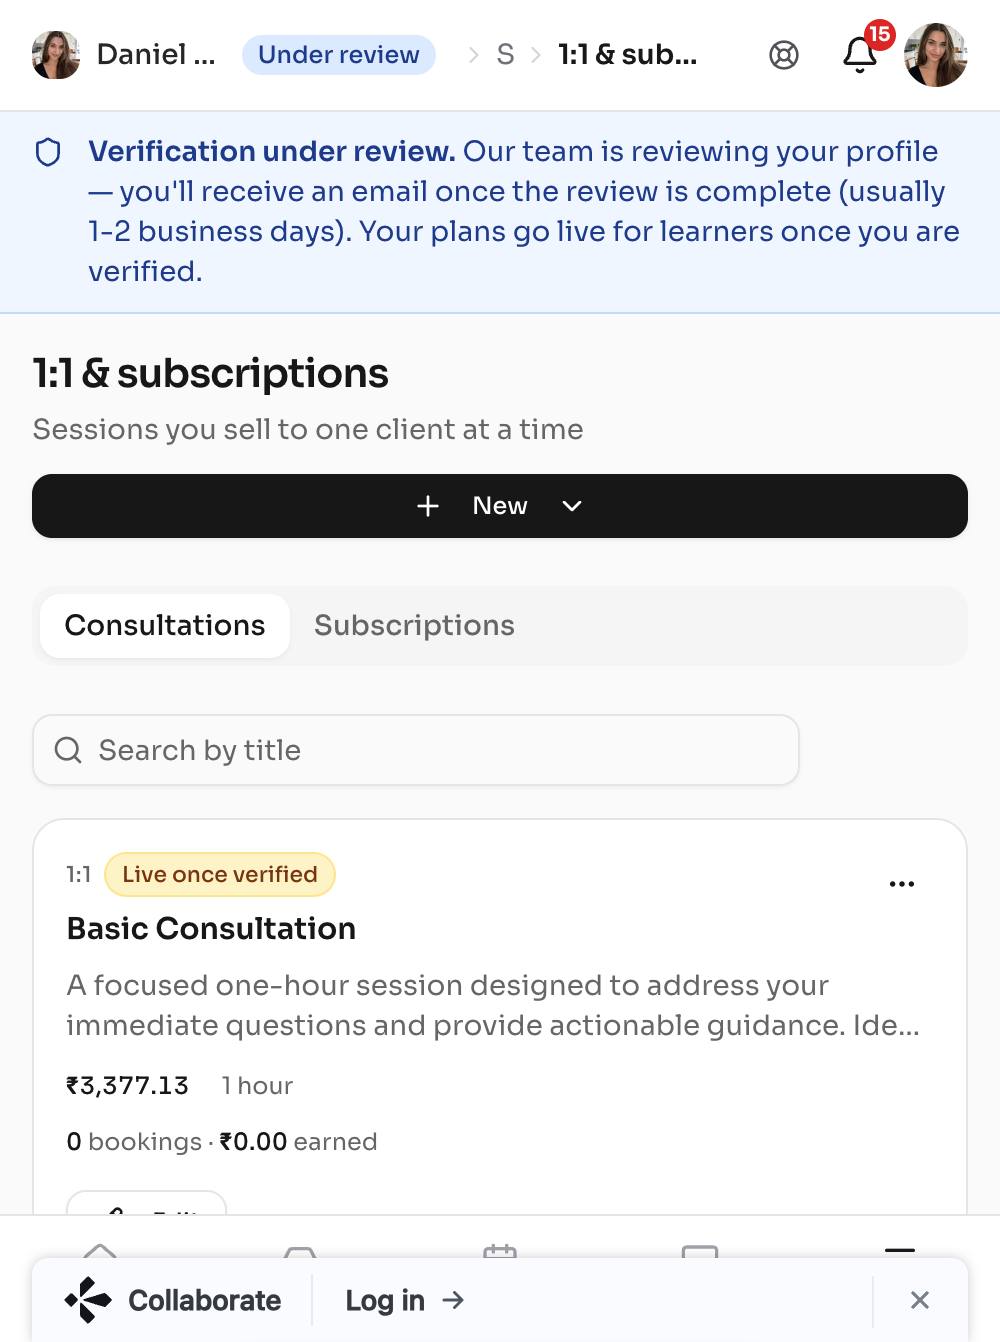 Daniel ... Under review > S > 1:1 & sub... 15
Verification under review. Our team is reviewing your profile
— you'll receive an email once the review is complete (usually
1-2 business days). Your plans go live for learners once you are
verified.
1:1 & subscriptions
Sessions you sell to one client at a time
+ New
Consultations Subscriptions
Search by title
1:1 Live once verified
Basic Consultation
A focused one-hour session designed to address your
immediate questions and provide actionable guidance. Ide...
₹3,377.13 1 hour
0 bookings · ₹0.00 earned
Collaborate Log in →